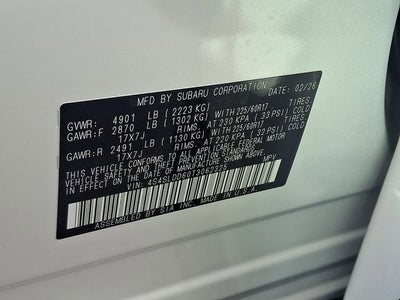 MFD BY SUBARU CORPORATION DATE 02/26
GVWR: 4901 LB (2223 KG) TIRES
GAWR:F 2870 LB (1302 KG) WITH 225/60R17
17X7J RIMS, AT 230 KPA ( 33 PSI) COLD
GAWR:R 2491 LB (1130 KG) WITH 225/60R17 TIRES
17X7J RIMS, AT 220 KPA ( 32 PSI) COLD
THIS VEHICLE CONFORMS TO ALL APPLICABLE FEDERAL MOTOR
VEHICLE SAFETY, BUMPER, AND THEFT PREVENTION STANDARDS
IN EFFECT ON THE DATE OF MANUFACTURE SHOWN ABOVE.
VIN: 4S4SLDD60T3062325 MPV
ASSEMBLED BY SIA INC. MADE IN U.S.A.